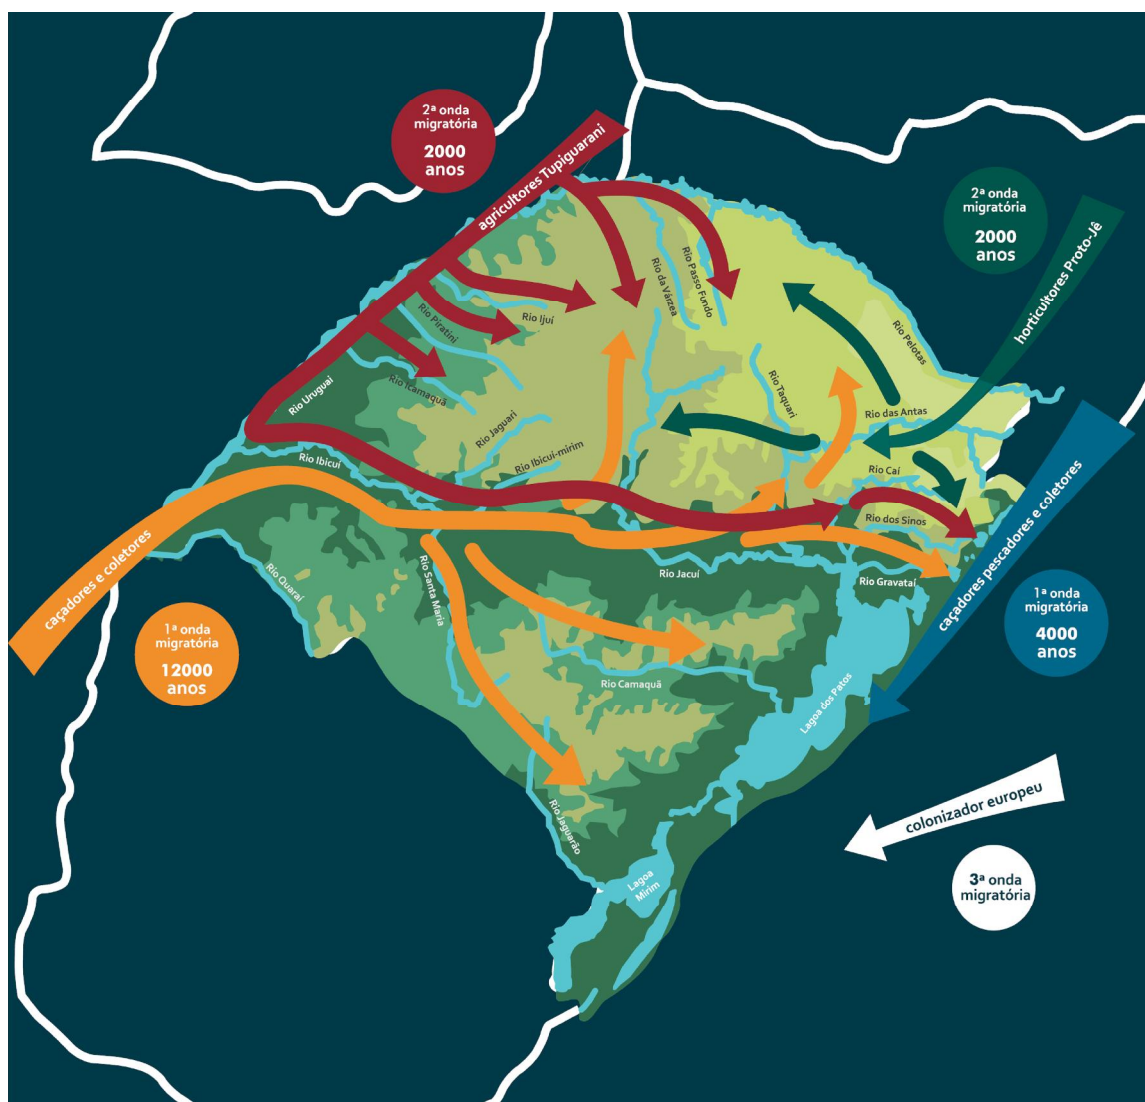 2ª onda
migratória
2000
anos
agricultores Tupiguarani
2ª onda
migratória
2000
anos
horticultores Proto-Jê
Rio da Várzea
Rio Passo Fundo
Rio Ijuí
Rio Piratini
Rio Icamaquã
Rio Uruguai
Rio Pelotas
Rio Taquari
Rio das Antas
Rio Jaguari
Rio Ibicuí-mirim
Rio Ibicuí
Rio Caí
Rio dos Sinos
caçadores e coletores
Rio Quaraí
Rio Santa Maria
Rio Jacuí
Rio Gravataí
caçadores pescadores e coletores
1ª onda
migratória
12000
anos
1ª onda
migratória
4000
anos
Rio Camaquã
Lagoa dos Patos
Rio Jaguarão
colonizador europeu
Lagoa
Mirim
3ª onda
migratória